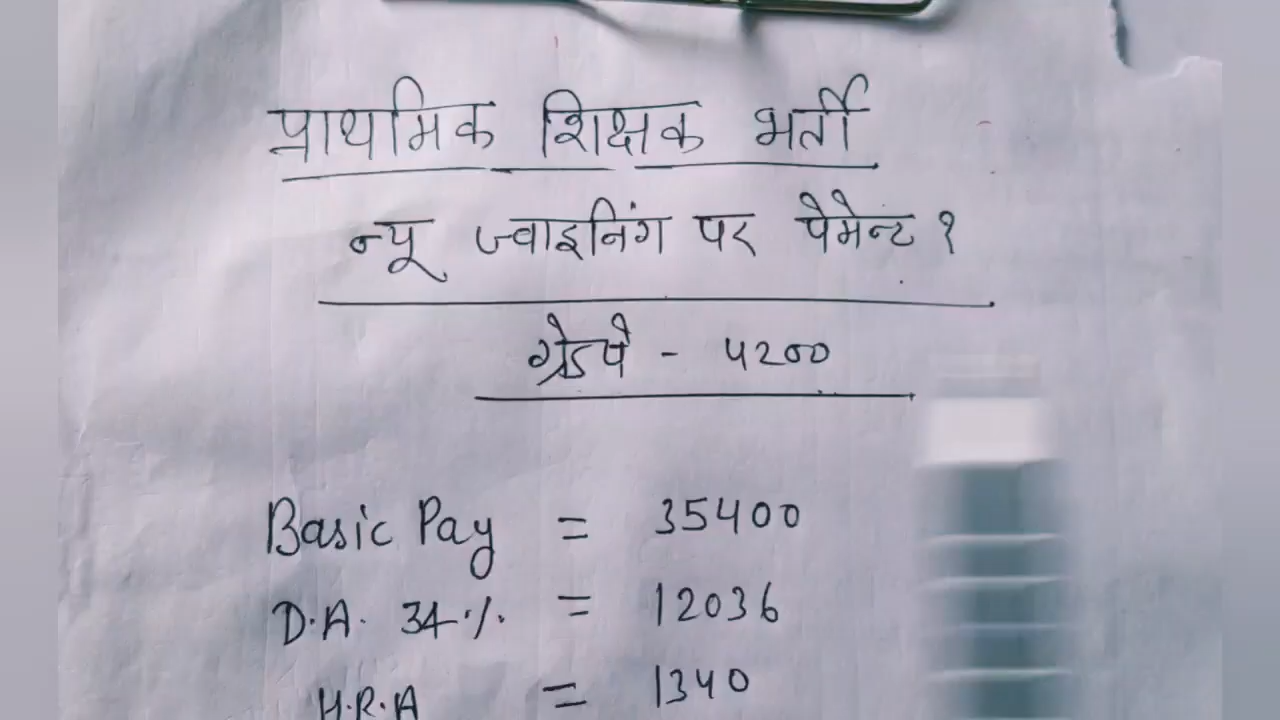 प्राथमिक शिक्षक भर्ती
न्यू ज्वाइनिंग पर पेमेन्ट ?
ग्रेडपे - 4200
Basic Pay = 35400
D.A. 34% = 12036
H.R.A = 1340